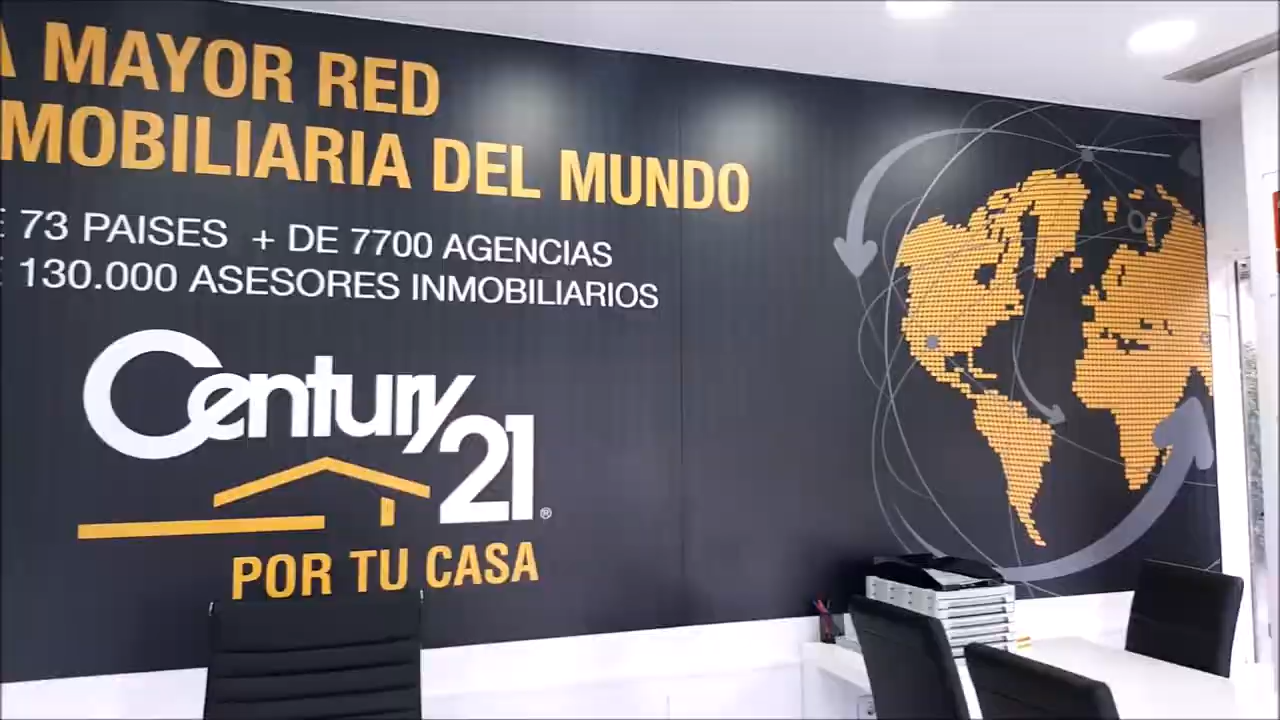 MAYOR RED
MOBILIARIA DEL MUNDO
73 PAISES + DE 7700 AGENCIAS
130.000 ASESORES INMOBILIARIOS
Century
21®
POR TU CASA